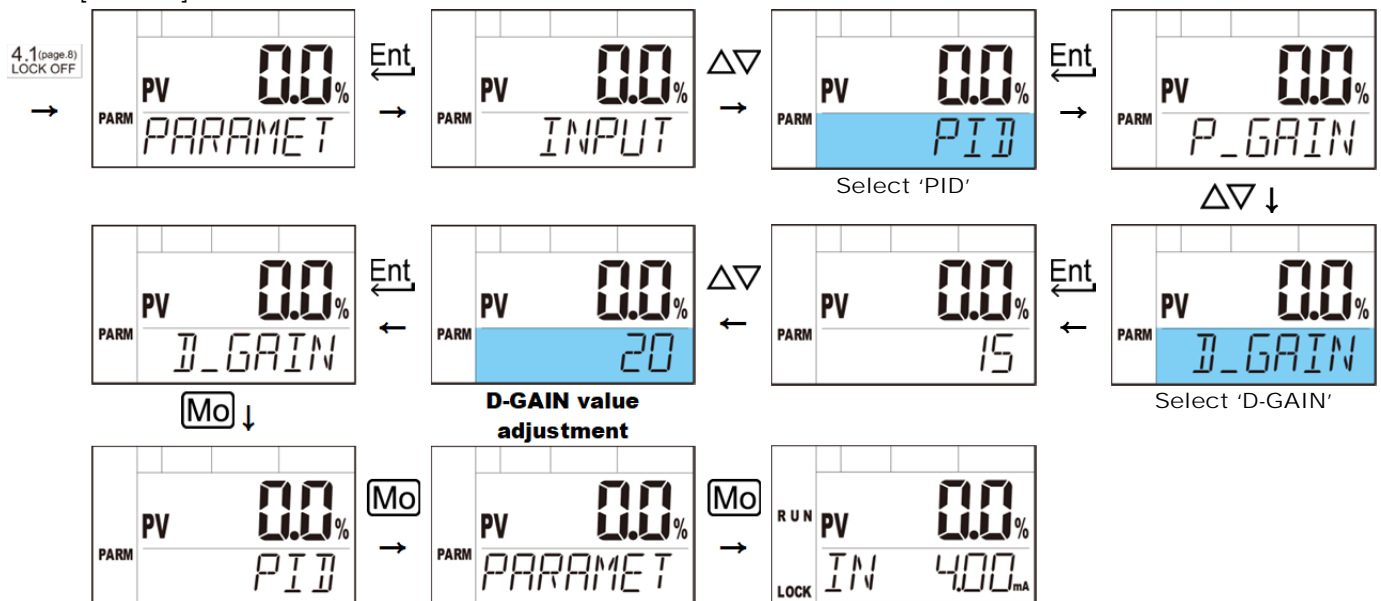 4.1(page.8)
LOCK OFF
→
PV 0.0%
PARM
PARAMET
Ent
→
PV 0.0%
PARM
INPUT
△▽
→
PV 0.0%
PARM
PID
Select 'PID'
Ent
→
PV 0.0%
PARM
P_GAIN
△▽ ↓
PV 0.0%
PARM
D_GAIN
Select 'D-GAIN'
Ent
←
PV 0.0%
PARM
15
△▽
←
PV 0.0%
PARM
20
D-GAIN value
adjustment
Ent
←
PV 0.0%
PARM
D_GAIN
Mo ↓
PV 0.0%
PARM
PID
Mo
→
PV 0.0%
PARM
PARAMET
Mo
→
RUN PV 0.0%
LOCK IN 4.00mA